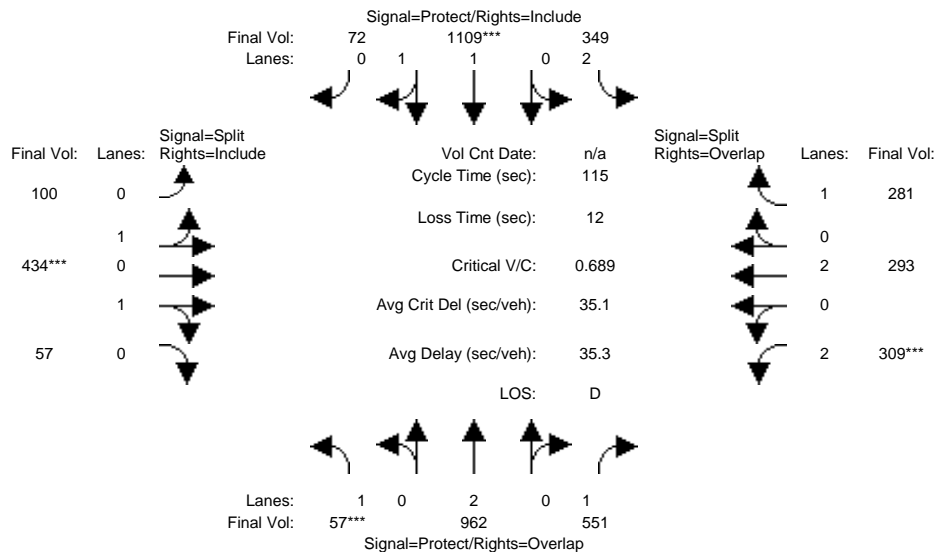 Signal=Protect/Rights=Include
Final Vol: 72 1109*** 349
Lanes: 0 1 1 0 2
Signal=Split
Final Vol: Lanes: Rights=Include
Vol Cnt Date: n/a
Signal=Split
Rights=Overlap Lanes: Final Vol:
Cycle Time (sec): 115
100 0
1 281
Loss Time (sec): 12
1
0
434*** 0
Critical V/C: 0.689
2 293
1
Avg Crit Del (sec/veh): 35.1
0
57 0
Avg Delay (sec/veh): 35.3
2 309***
LOS: D
Lanes: 1 0 2 0 1
Final Vol: 57*** 962 551
Signal=Protect/Rights=Overlap